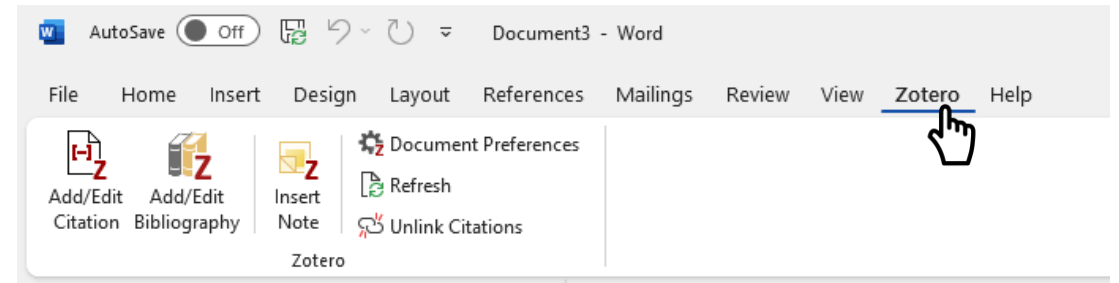 W AutoSave Off Document3 - Word
File Home Insert Design Layout References Mailings Review View Zotero Help
[-] Z Z Z Z Document Preferences
Refresh
Add/Edit Add/Edit Insert
Citation Bibliography Note Unlink Citations
Zotero